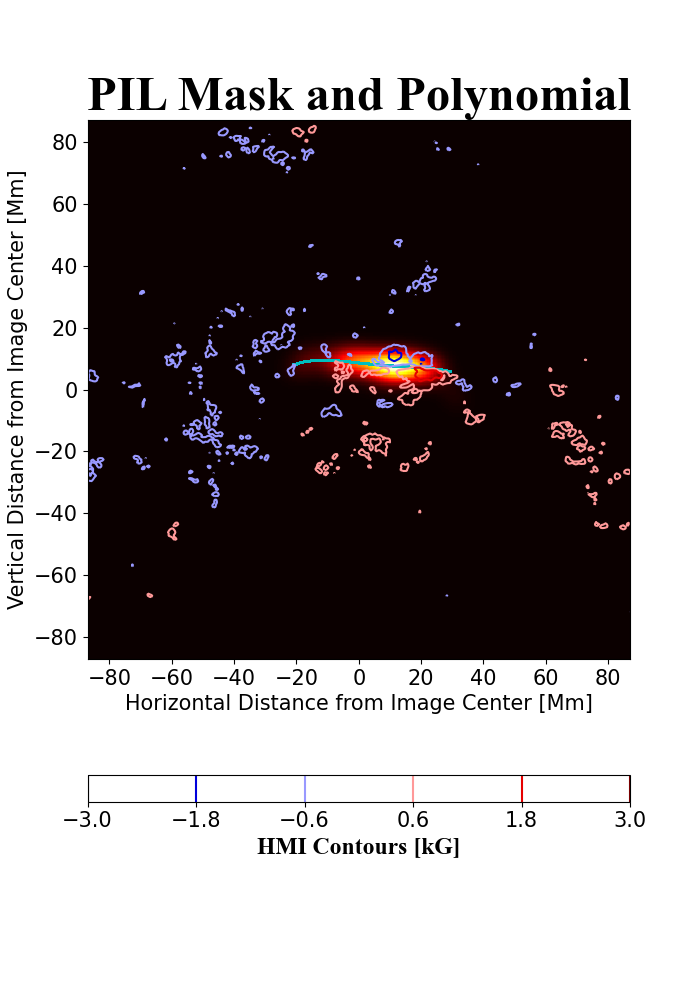 PIL Mask and Polynomial
Vertical Distance from Image Center [Mm]
80
60
40
20
0
−20
−40
−60
−80
−80 −60 −40 −20 0 20 40 60 80
Horizontal Distance from Image Center [Mm]
−3.0 −1.8 −0.6 0.6 1.8 3.0
HMI Contours [kG]